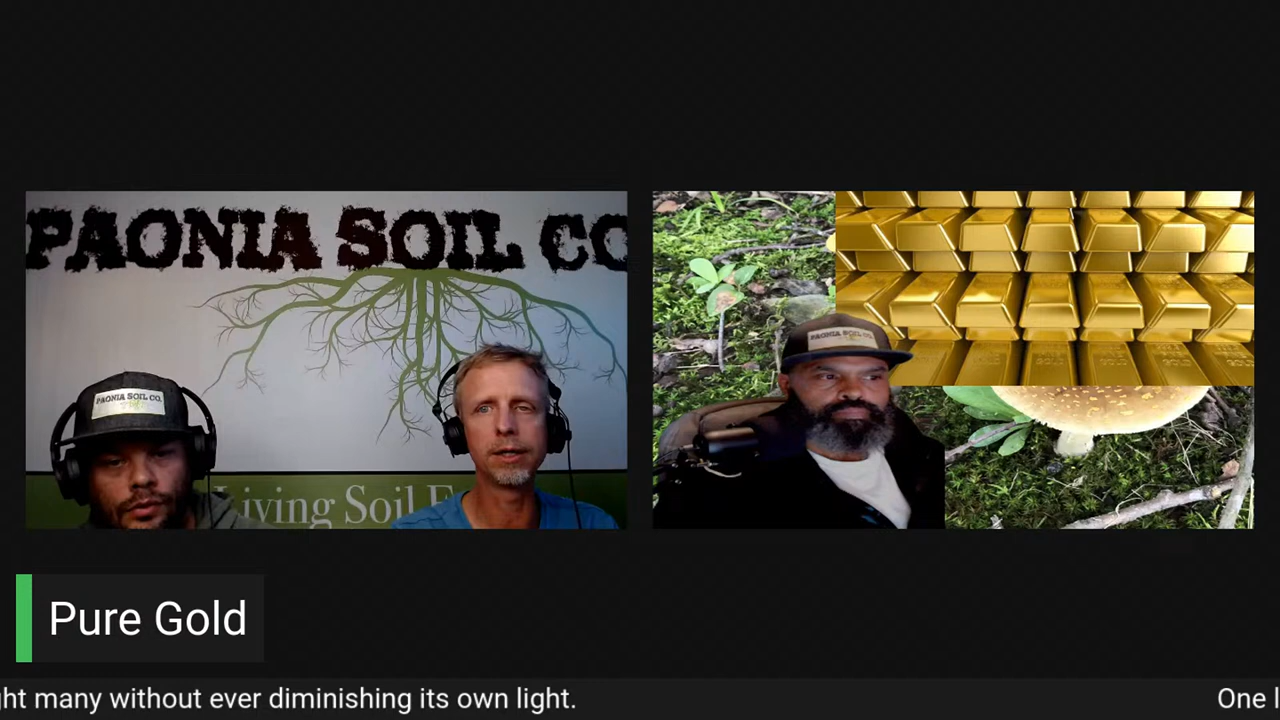 PAONIA SOIL CO
PAONIA SOIL CO.
PAONIA SOIL CO.
Living Soil
Pure Gold
ght many without ever diminishing its own light.
One l